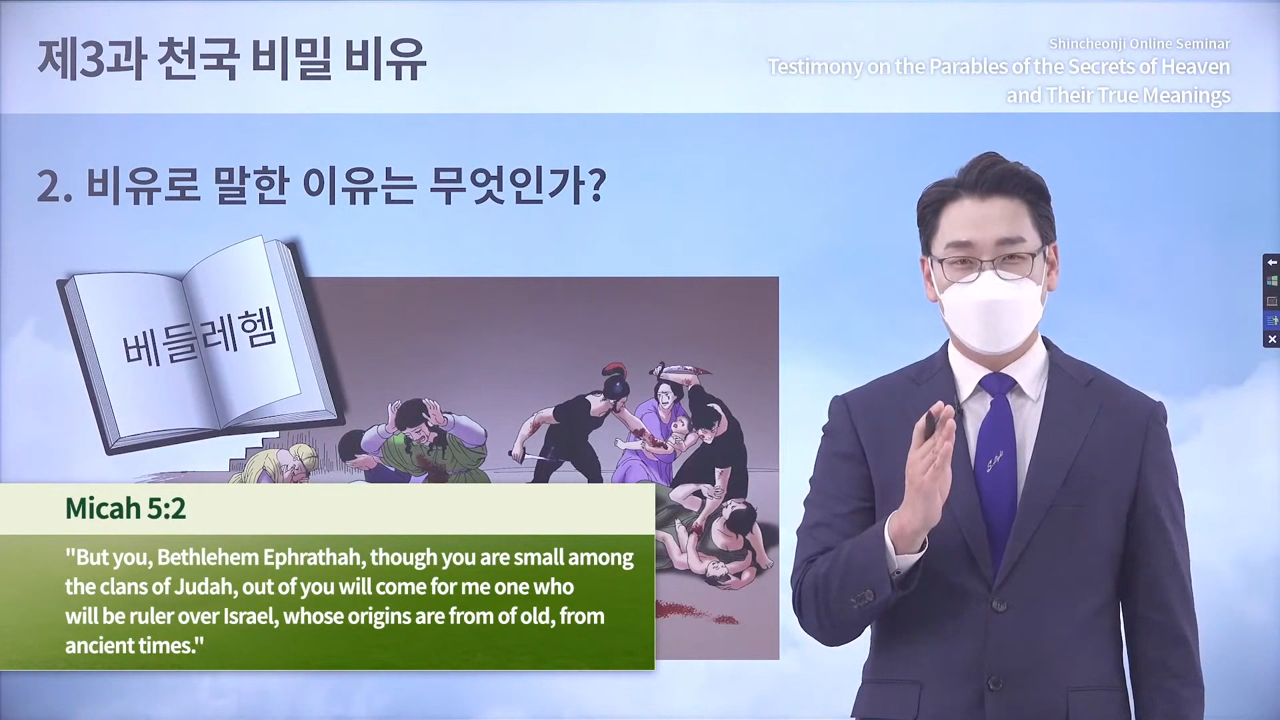 제3과 천국 비밀 비유
Shincheonji Online Seminar
Testimony on the Parables of the Secrets of Heaven
and Their True Meanings
2. 비유로 말한 이유는 무엇인가?
베들레헴
Micah 5:2
"But you, Bethlehem Ephrathah, though you are small among
the clans of Judah, out of you will come for me one who
will be ruler over Israel, whose origins are from of old, from
ancient times."